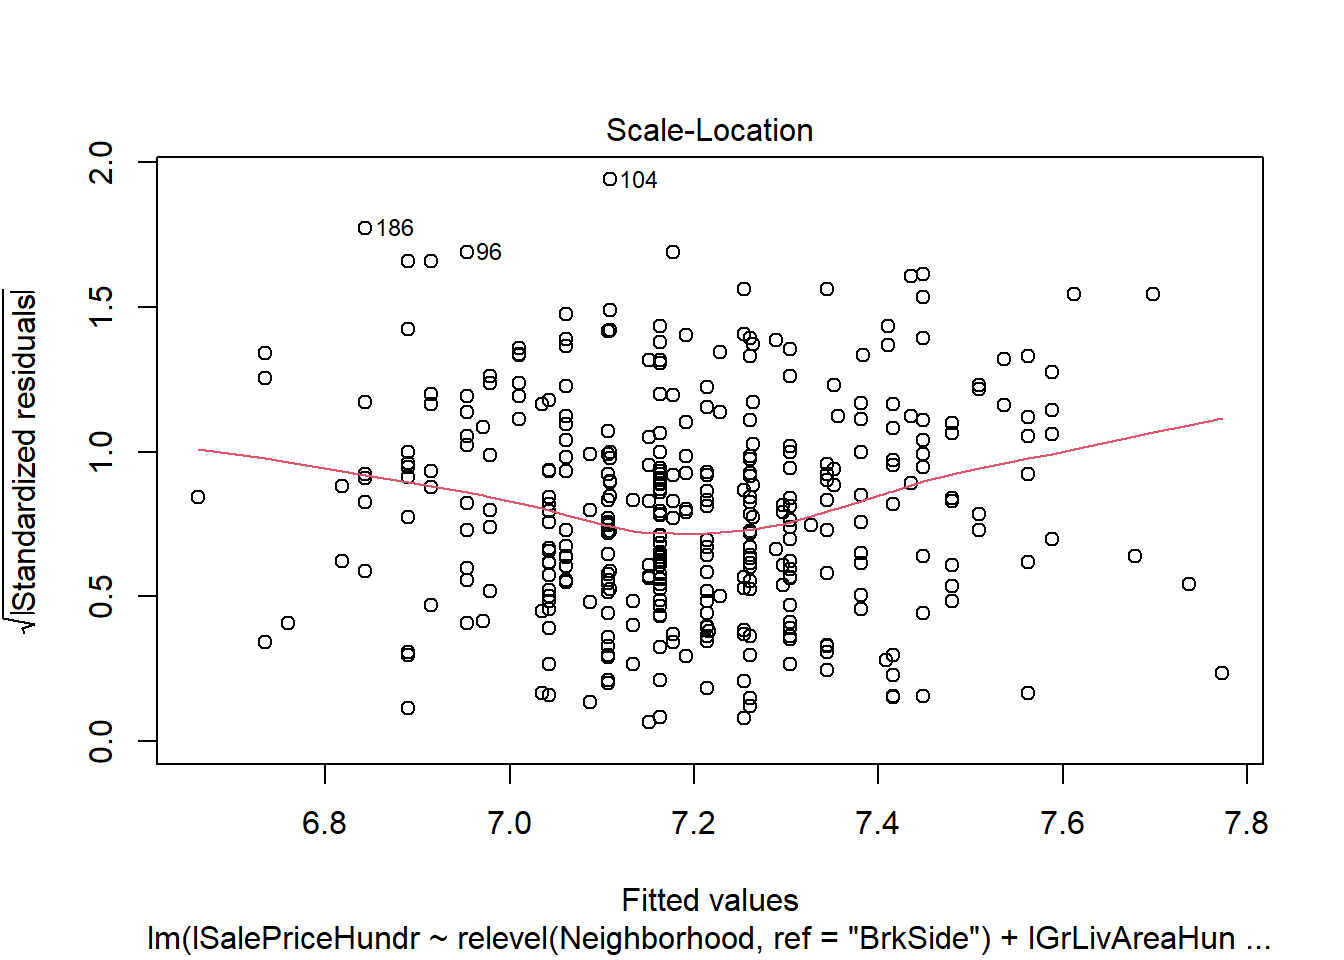 Scale-Location
√|Standardized residuals|
2.0
1.5
1.0
0.5
0.0
104
186
96
6.8 7.0 7.2 7.4 7.6 7.8
Fitted values
lm(lSalePriceHundr ~ relevel(Neighborhood, ref = "BrkSide") + lGrLivAreaHun ...